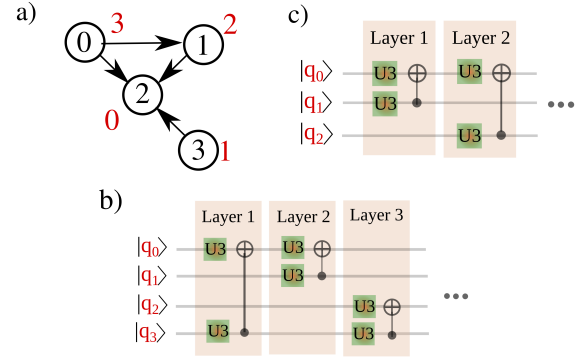 a)
3
2
0
1
2
0
3
1
c)
Layer 1 Layer 2
|q₀⟩ U3 U3
|q₁⟩ U3
|q₂⟩ U3
...
b)
Layer 1 Layer 2 Layer 3
|q₀⟩ U3 U3
|q₁⟩ U3
|q₂⟩ U3
|q₃⟩ U3 U3
...